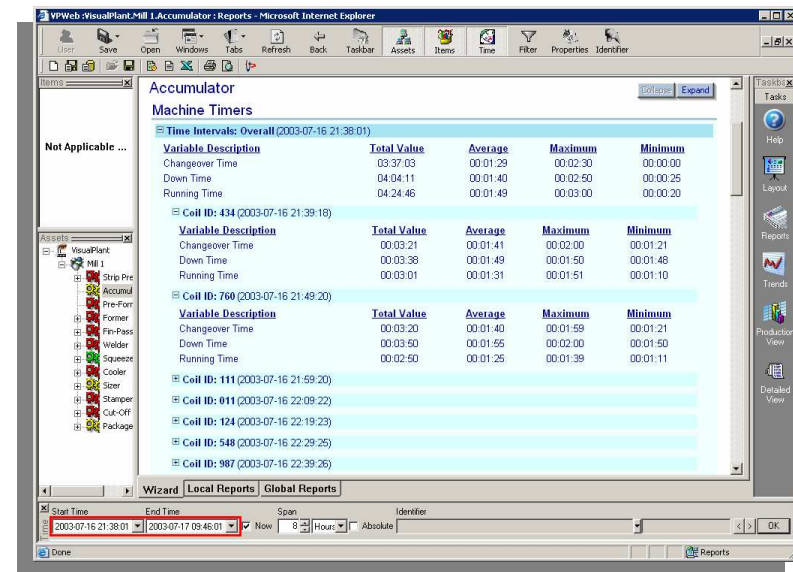 VPWeb :VisualPlant.Mill 1.Accumulator : Reports - Microsoft Internet Explorer
User Save Open Windows Tabs Refresh Back Taskbar Assets Items Time Filter Properties Identifier
Items
Not Applicable ...
Accumulator
Collapse Expand
Machine Timers
Time Intervals: Overall (2003-07-16 21:38:01)
Variable Description Total Value Average Maximum Minimum
Changeover Time 03:37:03 00:01:29 00:02:30 00:00:00
Down Time 04:04:11 00:01:40 00:02:50 00:00:25
Running Time 04:24:46 00:01:49 00:03:00 00:00:20
Coil ID: 434 (2003-07-16 21:39:18)
Variable Description Total Value Average Maximum Minimum
Changeover Time 00:03:21 00:01:41 00:02:00 00:01:21
Down Time 00:03:38 00:01:49 00:01:50 00:01:48
Running Time 00:03:01 00:01:31 00:01:51 00:01:10
Coil ID: 760 (2003-07-16 21:49:20)
Variable Description Total Value Average Maximum Minimum
Changeover Time 00:03:20 00:01:40 00:01:59 00:01:21
Down Time 00:03:50 00:01:55 00:02:00 00:01:50
Running Time 00:02:50 00:01:25 00:01:39 00:01:11
Coil ID: 111 (2003-07-16 21:59:20)
Coil ID: 011 (2003-07-16 22:09:22)
Coil ID: 124 (2003-07-16 22:19:23)
Coil ID: 548 (2003-07-16 22:29:25)
Coil ID: 987 (2003-07-16 22:39:26)
Assets
VisualPlant
Mill 1
Strip Pre
Accumul
Pre-Forr
Former
Fin-Pass
Welder
Squeeze
Cooler
Sizer
Stamper
Cut-Off
Package
Taskba
Tasks
Help
Layout
Reports
Trends
Production
View
Detailed
View
Wizard Local Reports Global Reports
Time
Start Time End Time Span Identifier
2003-07-16 21:38:01 2003-07-17 09:46:01 Now 8 Hours Absolute OK
Done Reports